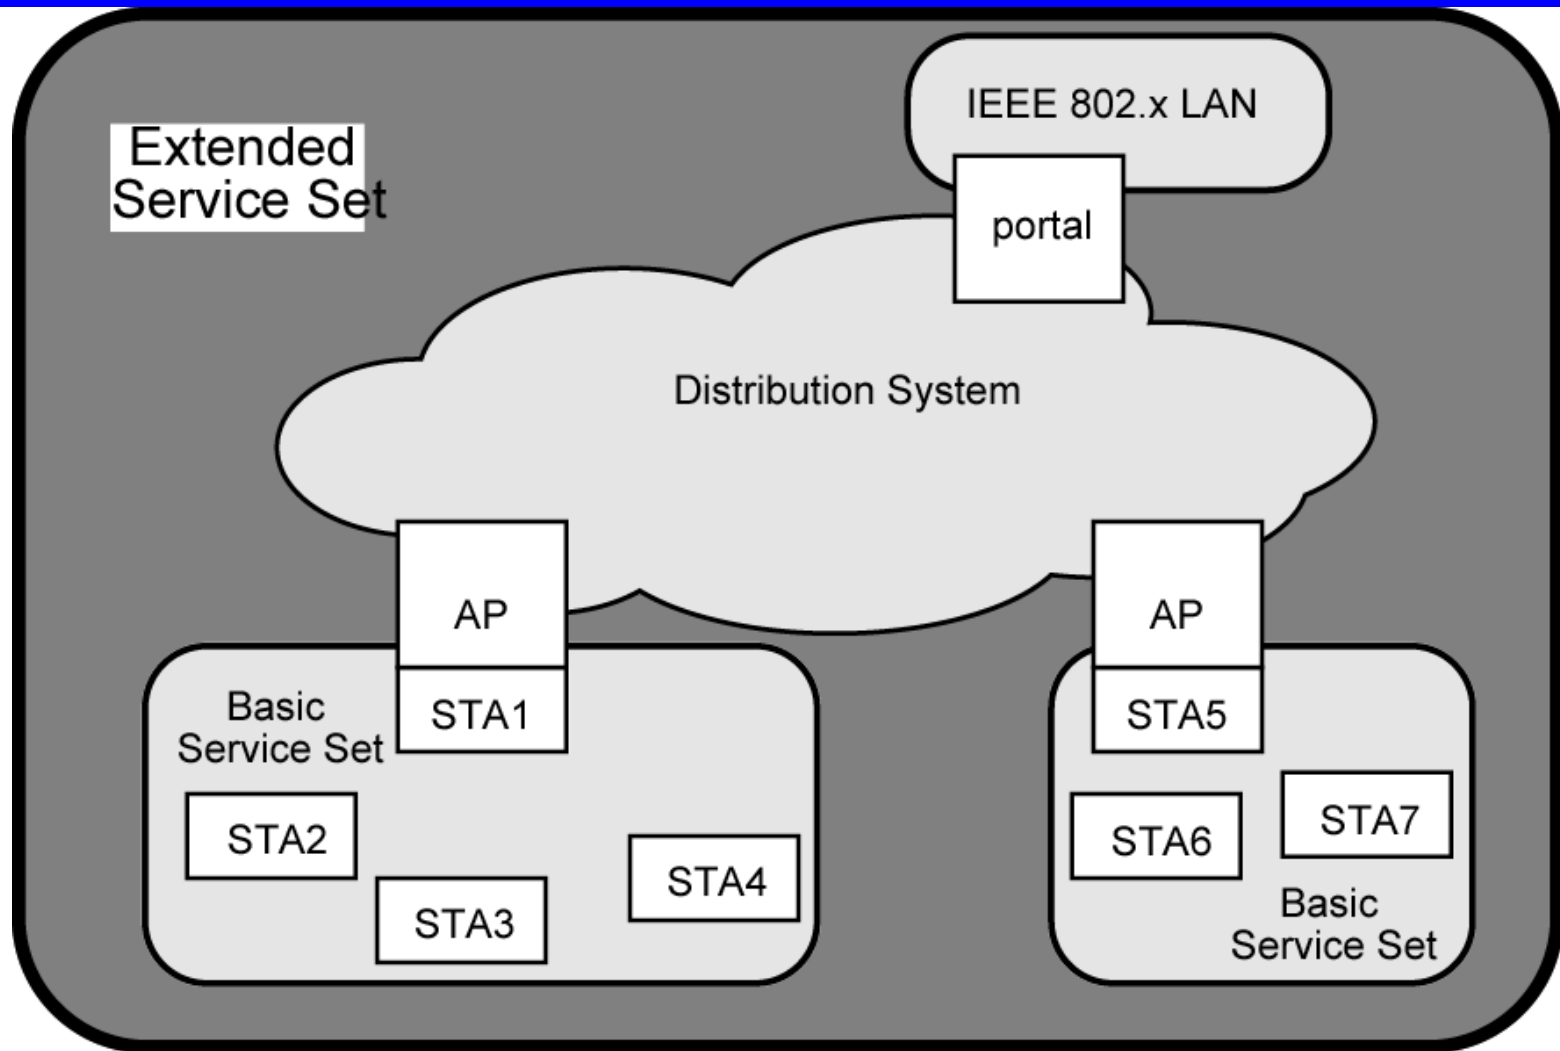 IEEE 802.x LAN
Extended
Service Set
portal
Distribution System
AP
AP
STA1
STA5
Basic
Service Set
STA2
STA3
STA4
STA6
STA7
Basic
Service Set